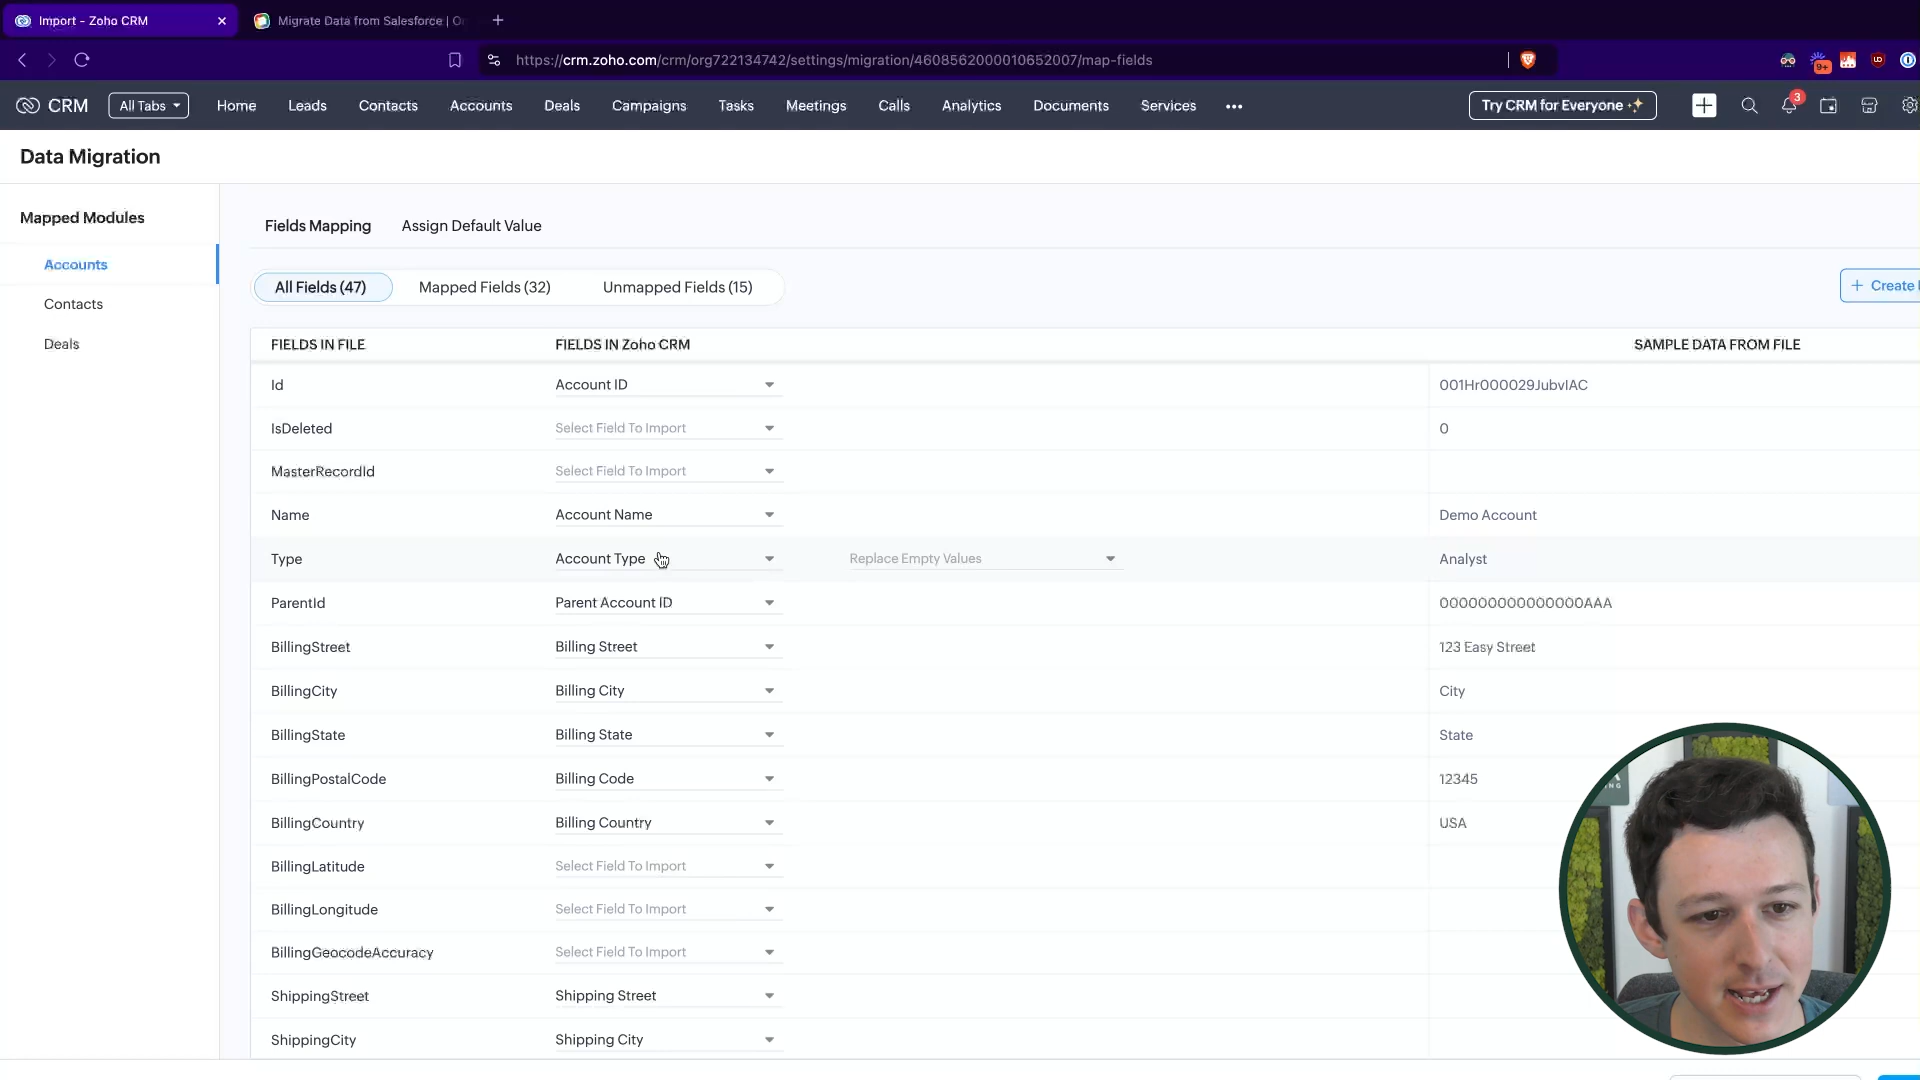 Import - Zoho CRM
Migrate Data from Salesforce | On
https://crm.zoho.com/crm/org722134742/settings/migration/4608562000010652007/map-fields
9+
CRM
All Tabs
Home
Leads
Contacts
Accounts
Deals
Campaigns
Tasks
Meetings
Calls
Analytics
Documents
Services
Try CRM for Everyone
3
Data Migration
Mapped Modules
Accounts
Contacts
Deals
Fields Mapping
Assign Default Value
All Fields (47)
Mapped Fields (32)
Unmapped Fields (15)
+ Create
FIELDS IN FILE
FIELDS IN Zoho CRM
SAMPLE DATA FROM FILE
Id
Account ID
001Hr000029JubvIAC
IsDeleted
Select Field To Import
0
MasterRecordId
Select Field To Import
Name
Account Name
Demo Account
Type
Account Type
Replace Empty Values
Analyst
ParentId
Parent Account ID
000000000000000AAA
BillingStreet
Billing Street
123 Easy Street
BillingCity
Billing City
City
BillingState
Billing State
State
BillingPostalCode
Billing Code
12345
BillingCountry
Billing Country
USA
BillingLatitude
Select Field To Import
BillingLongitude
Select Field To Import
BillingGeocodeAccuracy
Select Field To Import
ShippingStreet
Shipping Street
ShippingCity
Shipping City